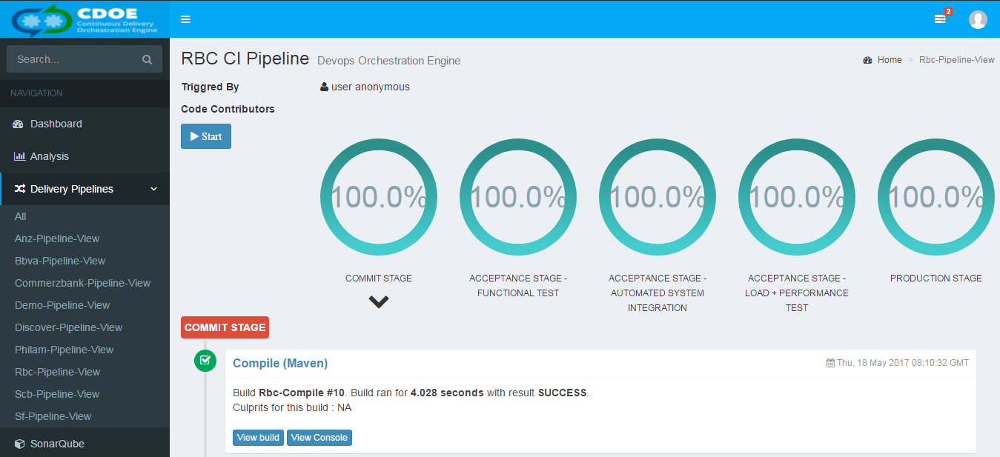 CDOE
Continuous Delivery
Orchestration Engine
2
Search...
NAVIGATION
Dashboard
Analysis
Delivery Pipelines
All
Anz-Pipeline-View
Bbva-Pipeline-View
Commerzbank-Pipeline-View
Demo-Pipeline-View
Discover-Pipeline-View
Philam-Pipeline-View
Rbc-Pipeline-View
Scb-Pipeline-View
Sf-Pipeline-View
SonarQube
RBC CI Pipeline Devops Orchestration Engine
Home > Rbc-Pipeline-View
Triggred By user anonymous
Code Contributors
Start
100.0% 100.0% 100.0% 100.0% 100.0%
COMMIT STAGE
ACCEPTANCE STAGE -
FUNCTIONAL TEST
ACCEPTANCE STAGE -
AUTOMATED SYSTEM
INTEGRATION
ACCEPTANCE STAGE -
LOAD + PERFORMANCE
TEST
PRODUCTION STAGE
COMMIT STAGE
Compile (Maven) Thu, 18 May 2017 08:10:32 GMT
Build Rbc-Compile #10. Build ran for 4.028 seconds with result SUCCESS.
Culprits for this build : NA
View build View Console